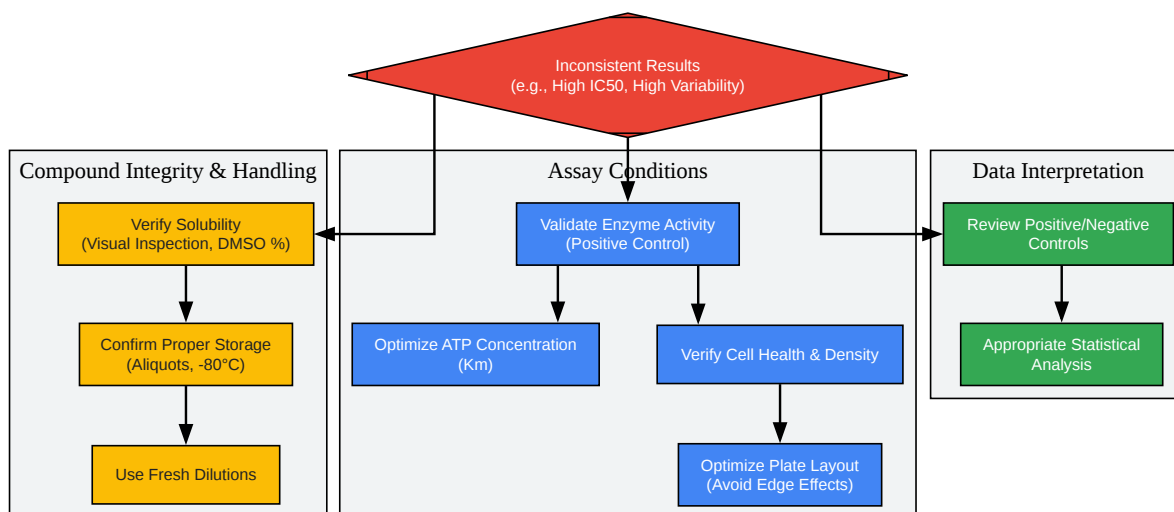 Inconsistent Results
(e.g., High IC50, High Variability)
Compound Integrity & Handling
Verify Solubility
(Visual Inspection, DMSO %)
Confirm Proper Storage
(Aliquots, -80°C)
Use Fresh Dilutions
Assay Conditions
Validate Enzyme Activity
(Positive Control)
Optimize ATP Concentration
(Km)
Verify Cell Health & Density
Optimize Plate Layout
(Avoid Edge Effects)
Data Interpretation
Review Positive/Negative
Controls
Appropriate Statistical
Analysis